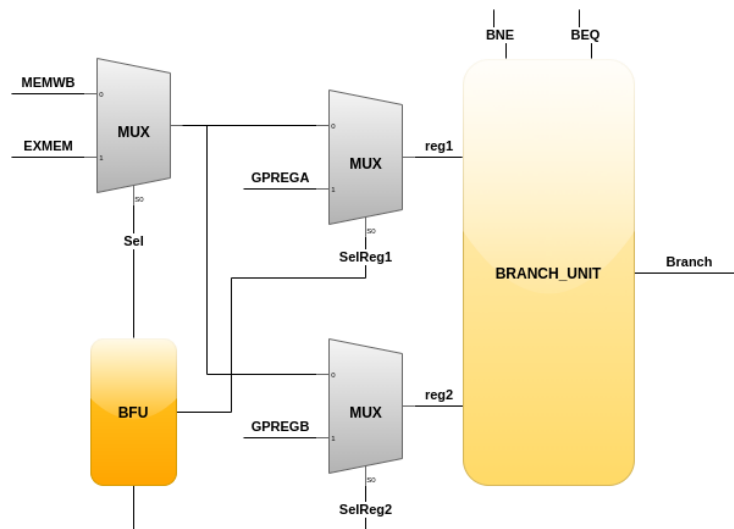 BNE
BEQ
MEMWB
0
MUX
EXMEM
1
S0
Sel
0
MUX
GPREGA
1
S0
SelReg1
reg1
BRANCH_UNIT
Branch
BFU
0
MUX
GPREGB
1
S0
SelReg2
reg2